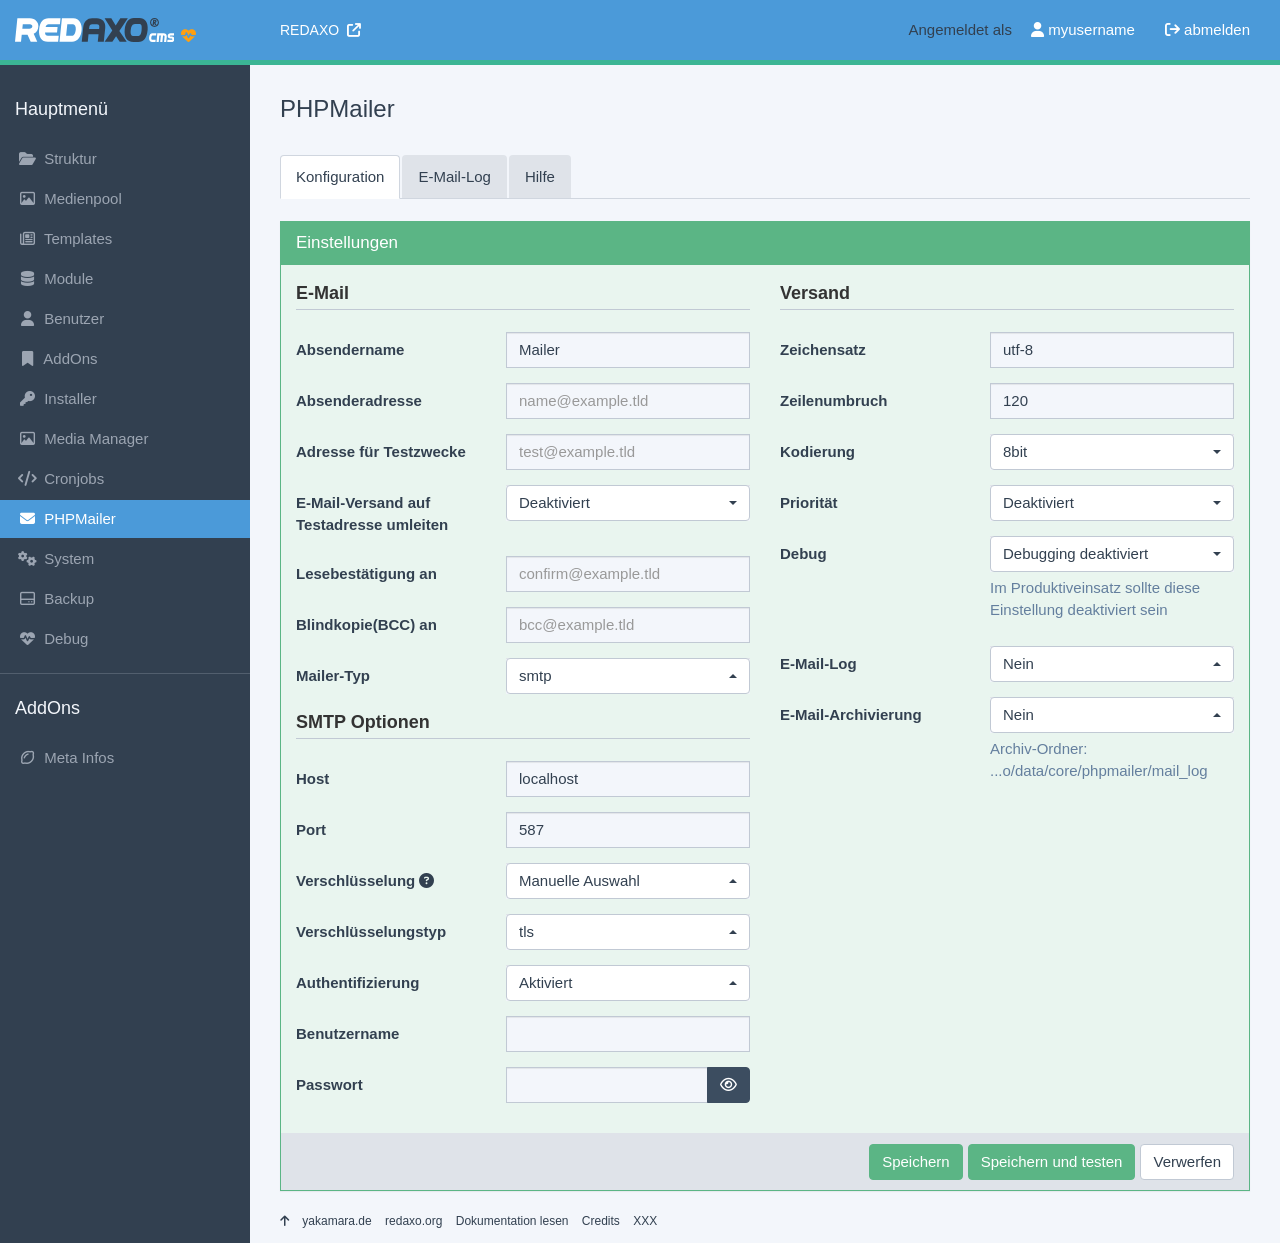 REDAXO® cms
REDAXO
Angemeldet als myusername abmelden
Hauptmenü
Struktur
Medienpool
Templates
Module
Benutzer
AddOns
Installer
Media Manager
Cronjobs
PHPMailer
System
Backup
Debug
AddOns
Meta Infos
PHPMailer
Konfiguration E-Mail-Log Hilfe
Einstellungen
E-Mail
Absendername Mailer
Absenderadresse name@example.tld
Adresse für Testzwecke test@example.tld
E-Mail-Versand auf Deaktiviert
Testadresse umleiten
Lesebestätigung an confirm@example.tld
Blindkopie(BCC) an bcc@example.tld
Mailer-Typ smtp
SMTP Optionen
Host localhost
Port 587
Verschlüsselung ? Manuelle Auswahl
Verschlüsselungstyp tls
Authentifizierung Aktiviert
Benutzername
Passwort
Versand
Zeichensatz utf-8
Zeilenumbruch 120
Kodierung 8bit
Priorität Deaktiviert
Debug Debugging deaktiviert
Im Produktiveinsatz sollte diese
Einstellung deaktiviert sein
E-Mail-Log Nein
E-Mail-Archivierung Nein
Archiv-Ordner:
...o/data/core/phpmailer/mail_log
Speichern Speichern und testen Verwerfen
yakamara.de redaxo.org Dokumentation lesen Credits XXX